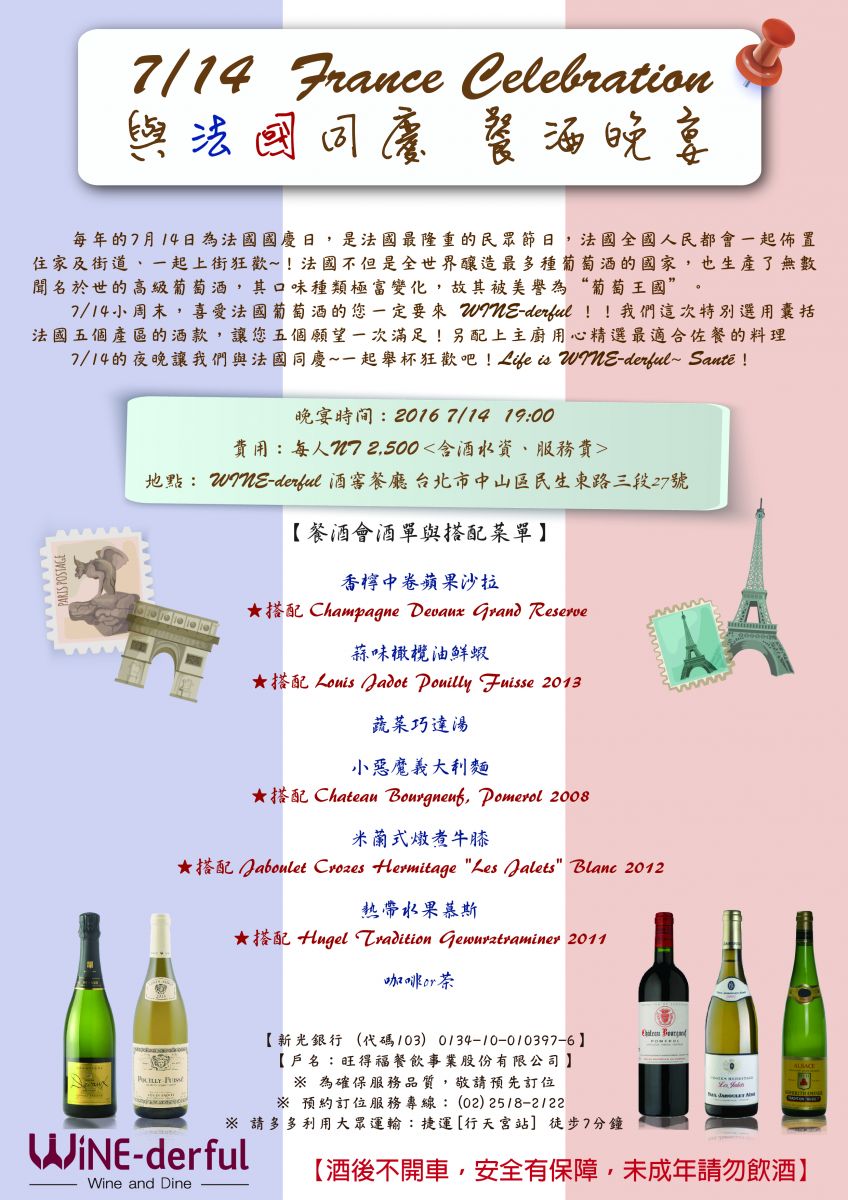 7/14 France Celebration
與法國同慶 餐酒晚宴
每年的7月14日為法國國慶日，是法國最隆重的民眾節日，法國全國人民都會一起佈置
住家及街道、一起上街狂歡~！法國不但是全世界釀造最多種葡萄酒的國家，也生產了無數
聞名於世的高級葡萄酒，其口味種類極富變化，故其被美譽為“葡萄王國”。
7/14小周末，喜愛法國葡萄酒的您一定要來 WINE-derful ！！我們這次特別選用囊括
法國五個產區的酒款，讓您五個願望一次滿足！另配上主廚用心精選最適合佐餐的料理
7/14的夜晚讓我們與法國同慶~一起舉杯狂歡吧！Life is WINE-derful~ Santé！
晚宴時間：2016 7/14 19:00
費用：每人NT 2,500 <含酒水資、服務費>
地點： WINE-derful 酒窖餐廳 台北市中山區民生東路三段27號
【餐酒會酒單與搭配菜單】
PARIS POSTAGE
香檸中卷蘋果沙拉
★搭配 Champagne Devaux Grand Reserve
蒜味橄欖油鮮蝦
★搭配 Louis Jadot Pouilly Fuisse 2013
蔬菜巧達湯
小惡魔義大利麵
★搭配 Chateau Bourgneuf, Pomerol 2008
米蘭式燉煮牛膝
★搭配 Jaboulet Crozes Hermitage "Les Jalets" Blanc 2012
熱帶水果慕斯
★搭配 Hugel Tradition Gewurztraminer 2011
咖啡or茶
Devaux
POUILLY-FUISSÉ
Château Bourgneuf
POMEROL
CROZES HERMITAGE
Les Jalets
PAUL JABOULET AINÉ
ALSACE
【新光銀行 (代碼103) 0134-10-010397-6】
【戶名：旺得福餐飲事業股份有限公司】
※ 為確保服務品質，敬請預先訂位
※ 預約訂位服務專線：(02)2518-2122
※ 請多多利用大眾運輸：捷運[行天宮站] 徒步7分鐘
WiNE-derful
Wine and Dine
【酒後不開車，安全有保障，未成年請勿飲酒】